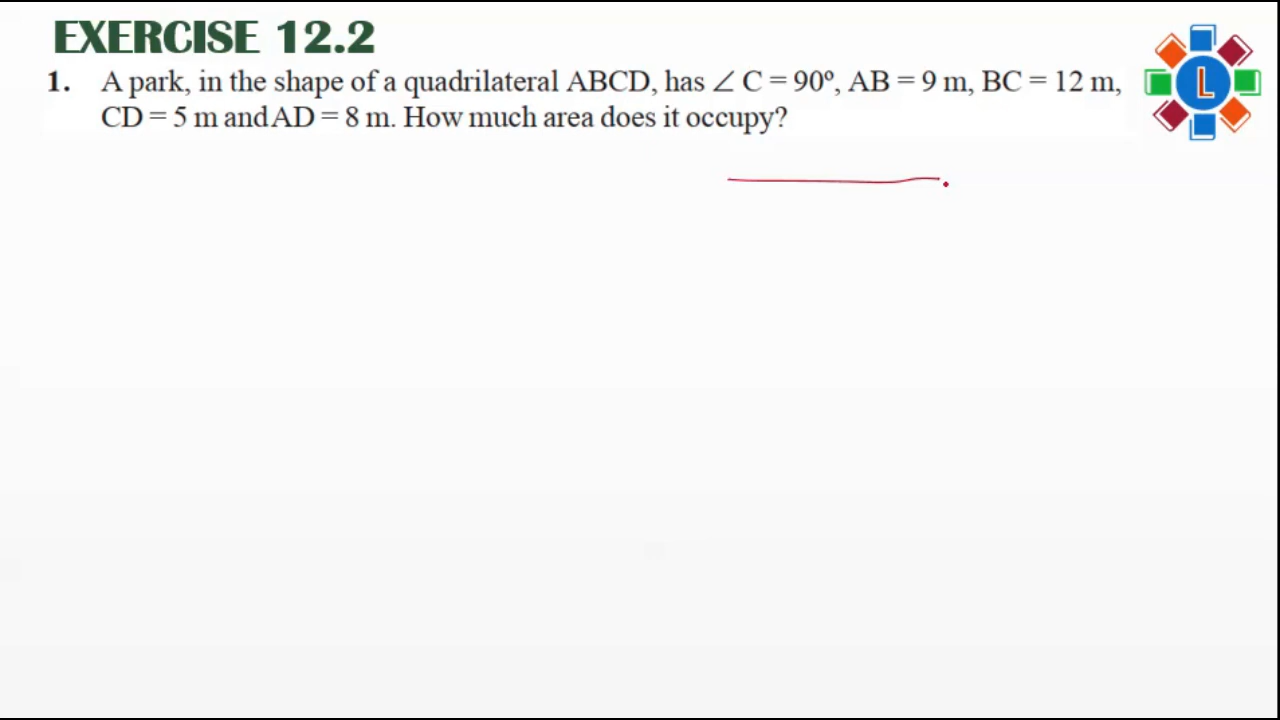 EXERCISE 12.2
1. A park, in the shape of a quadrilateral ABCD, has ∠ C = 90º, AB = 9 m, BC = 12 m,
CD = 5 m and AD = 8 m. How much area does it occupy?
L